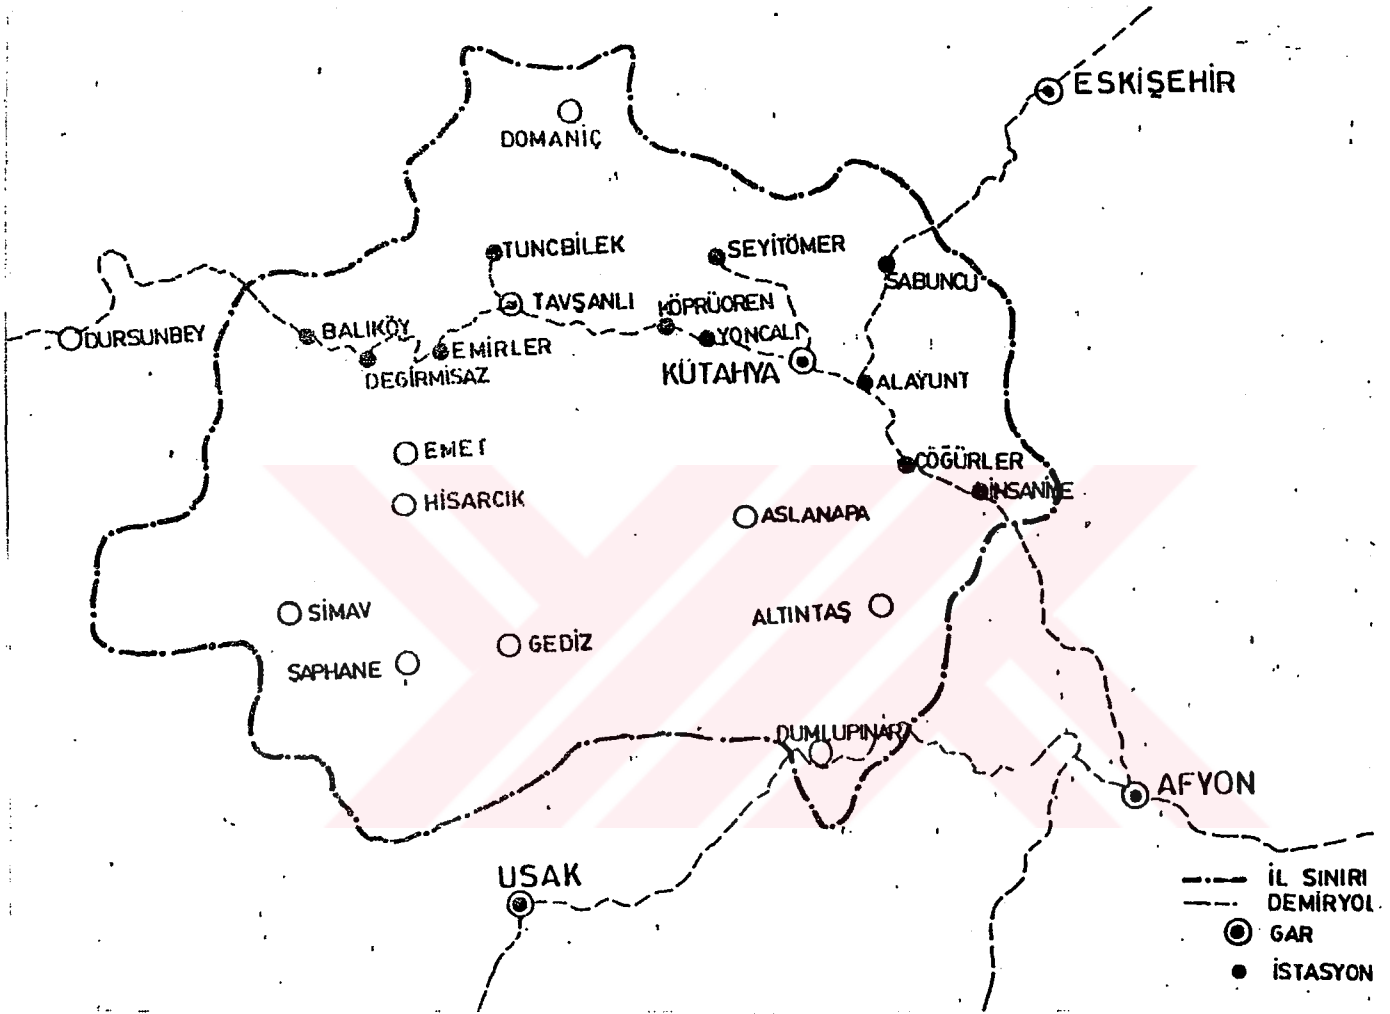 ESKİŞEHİR
DOMANİÇ
TUNCBİLEK
SEYİTÖMER
SABUNCU
TAVŞANLI
KÖPRÜÖREN
DURSUNBEY
BALIKÖY
YONCALI
EMİRLER
DEGİRMİSAZ
KÜTAHYA
ALAYUNT
EMET
ÇÖĞÜRLER
İHSANİYE
HİSARCIK
ASLANAPA
SİMAV
ALTINTAŞ
GEDİZ
ŞAPHANE
DUMLUPINAR
AFYON
USAK
İL SINIRI
DEMİRYOL
GAR
İSTASYON